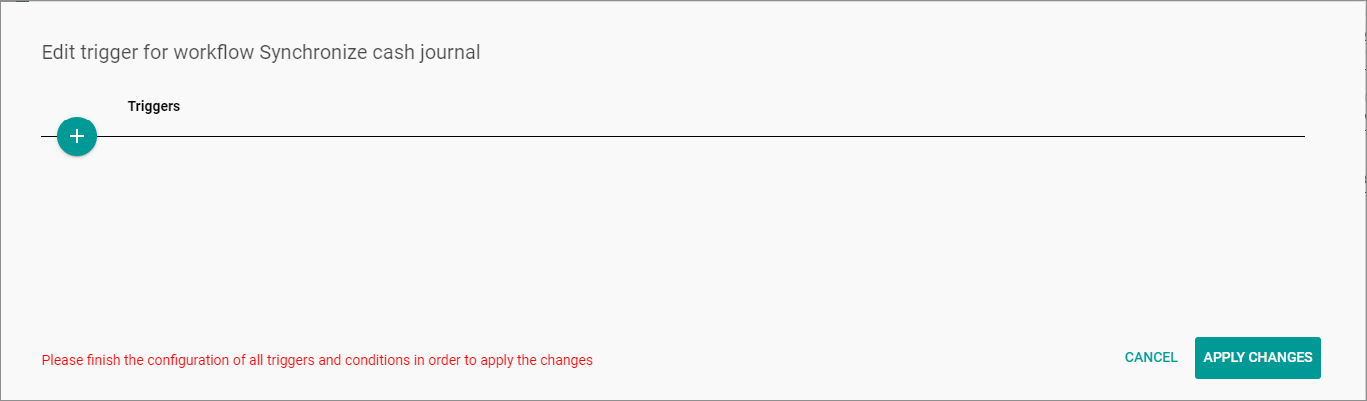 Edit trigger for workflow Synchronize cash journal
Triggers
Please finish the configuration of all triggers and conditions in order to apply the changes
CANCEL
APPLY CHANGES